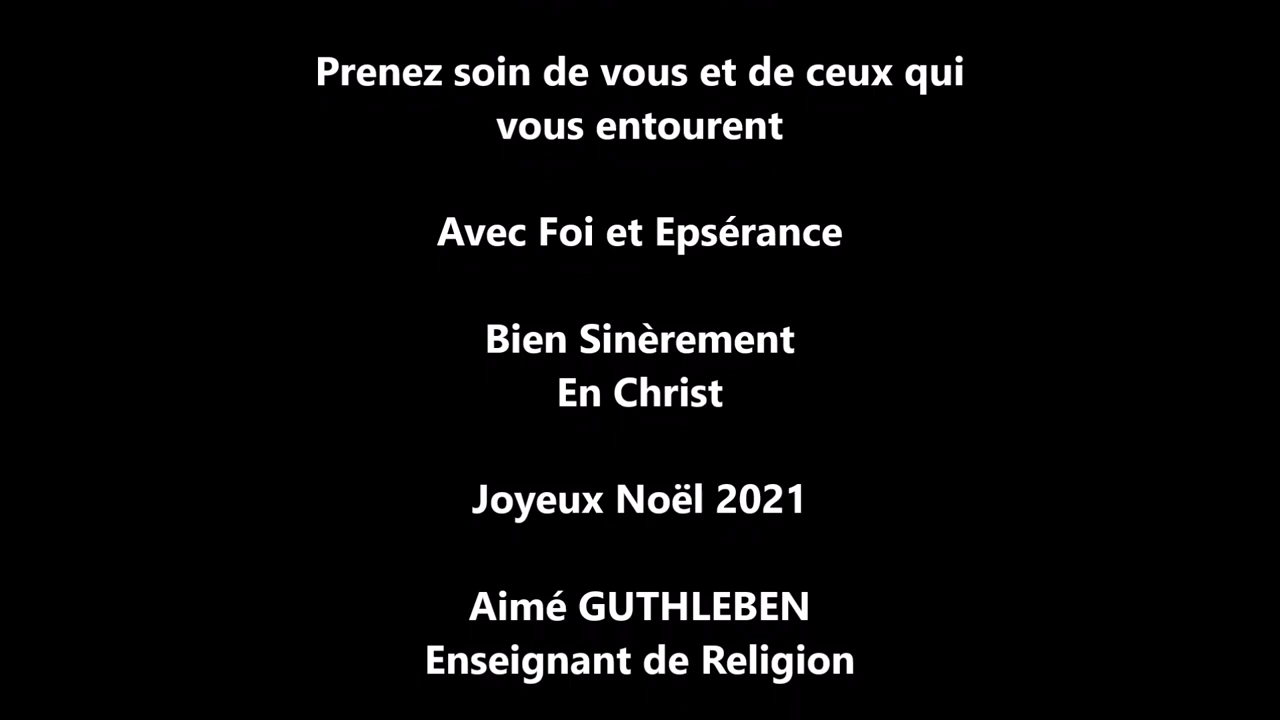 Prenez soin de vous et de ceux qui
vous entourent
Avec Foi et Epsérance
Bien Sinèrement
En Christ
Joyeux Noël 2021
Aimé GUTHLEBEN
Enseignant de Religion